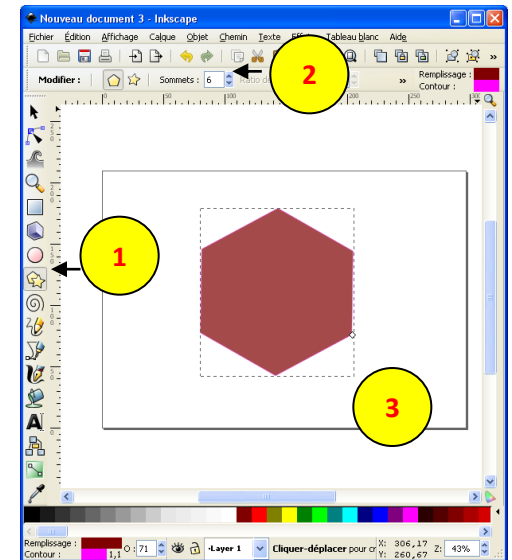 Nouveau document 3 - Inkscape
Fichier Édition Affichage Calque Objet Chemin Texte Tableau blanc Aide
Modifier : Sommets : 6 Ratio » Remplissage :
Contour :
2
1
3
Remplissage :
Contour : 1,1 O : 71 Layer 1 Cliquer-déplacer pour cr X: 306,17 Z: 43%
Y: 260,67